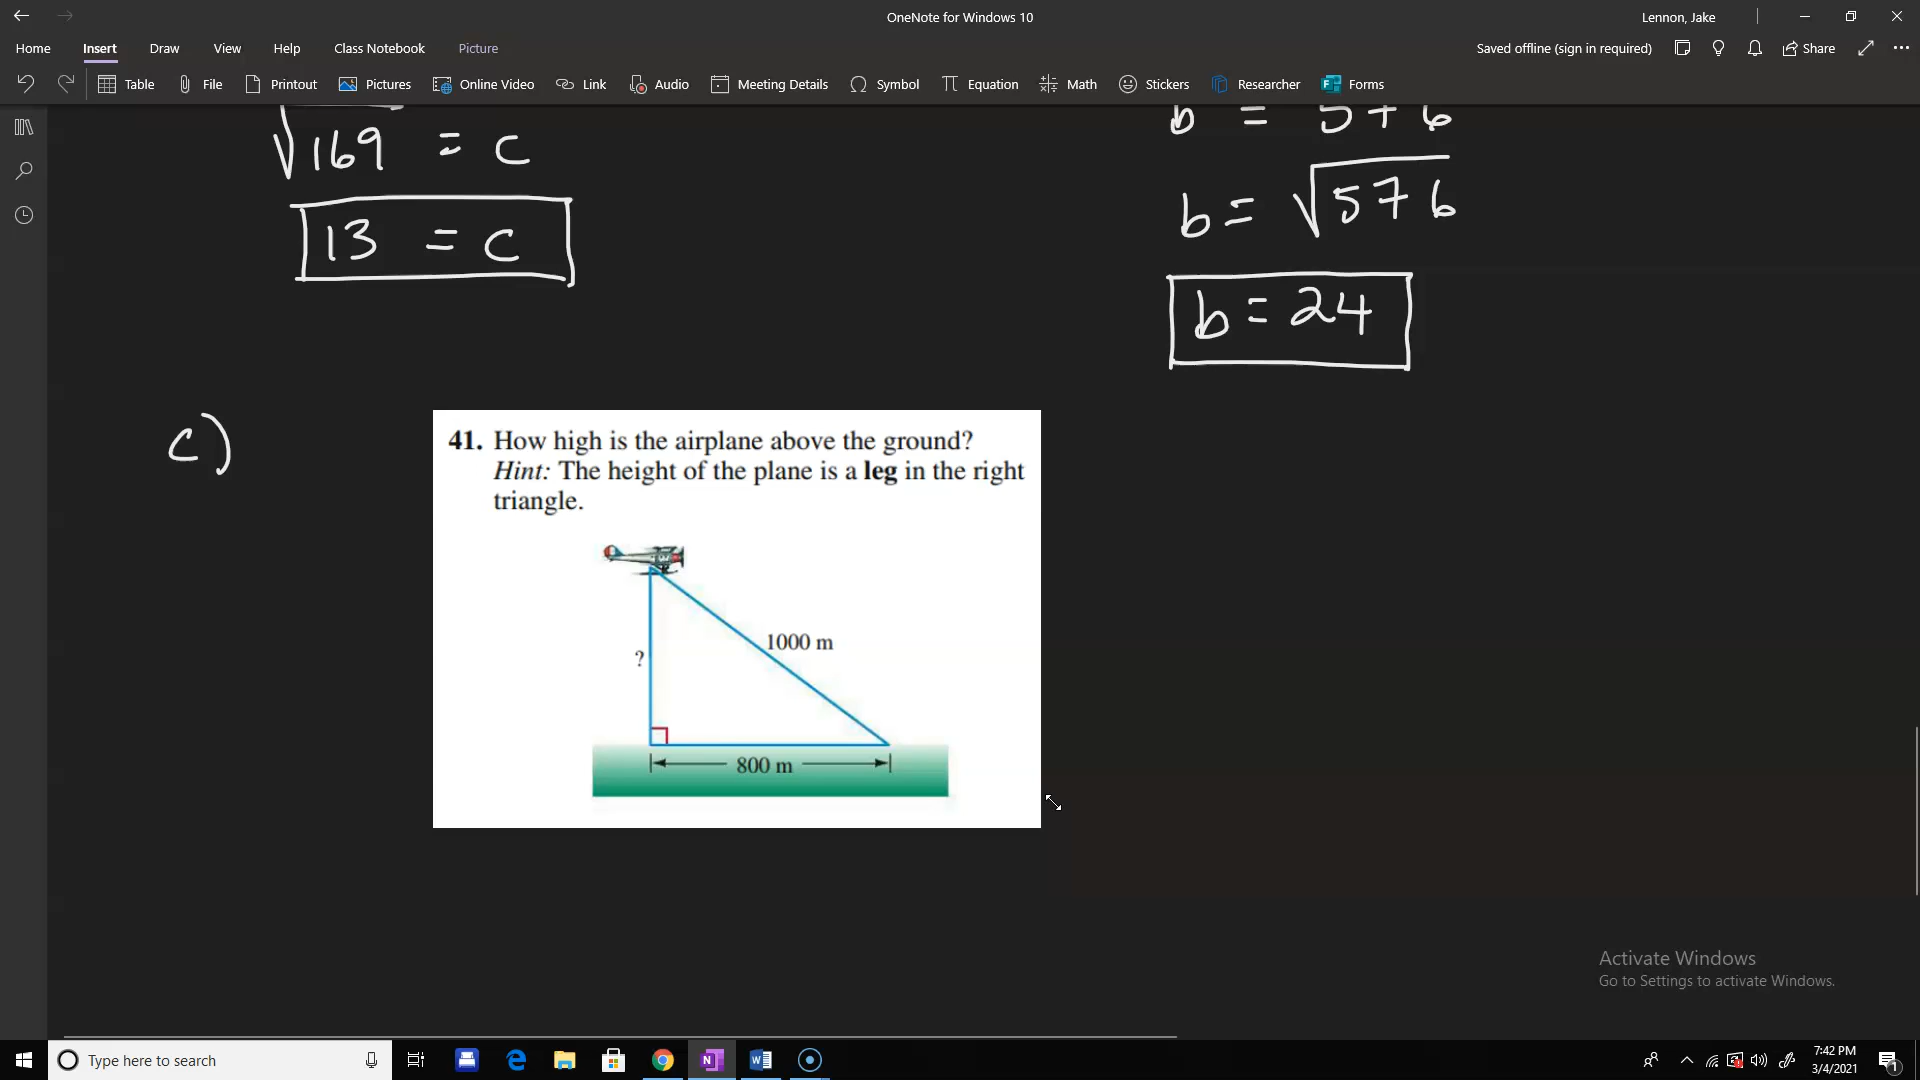 OneNote for Windows 10
Lennon, Jake
Home Insert Draw View Help Class Notebook Picture
Saved offline (sign in required)
Share
Table File Printout Pictures Online Video Link Audio Meeting Details Symbol Equation Math Stickers Researcher Forms
√169 = c
13 = c
b = 576
b = √576
b = 24
c)
41. How high is the airplane above the ground?
Hint: The height of the plane is a leg in the right
triangle.
1000 m
?
800 m
Activate Windows
Go to Settings to activate Windows.
Type here to search
7:42 PM
3/4/2021